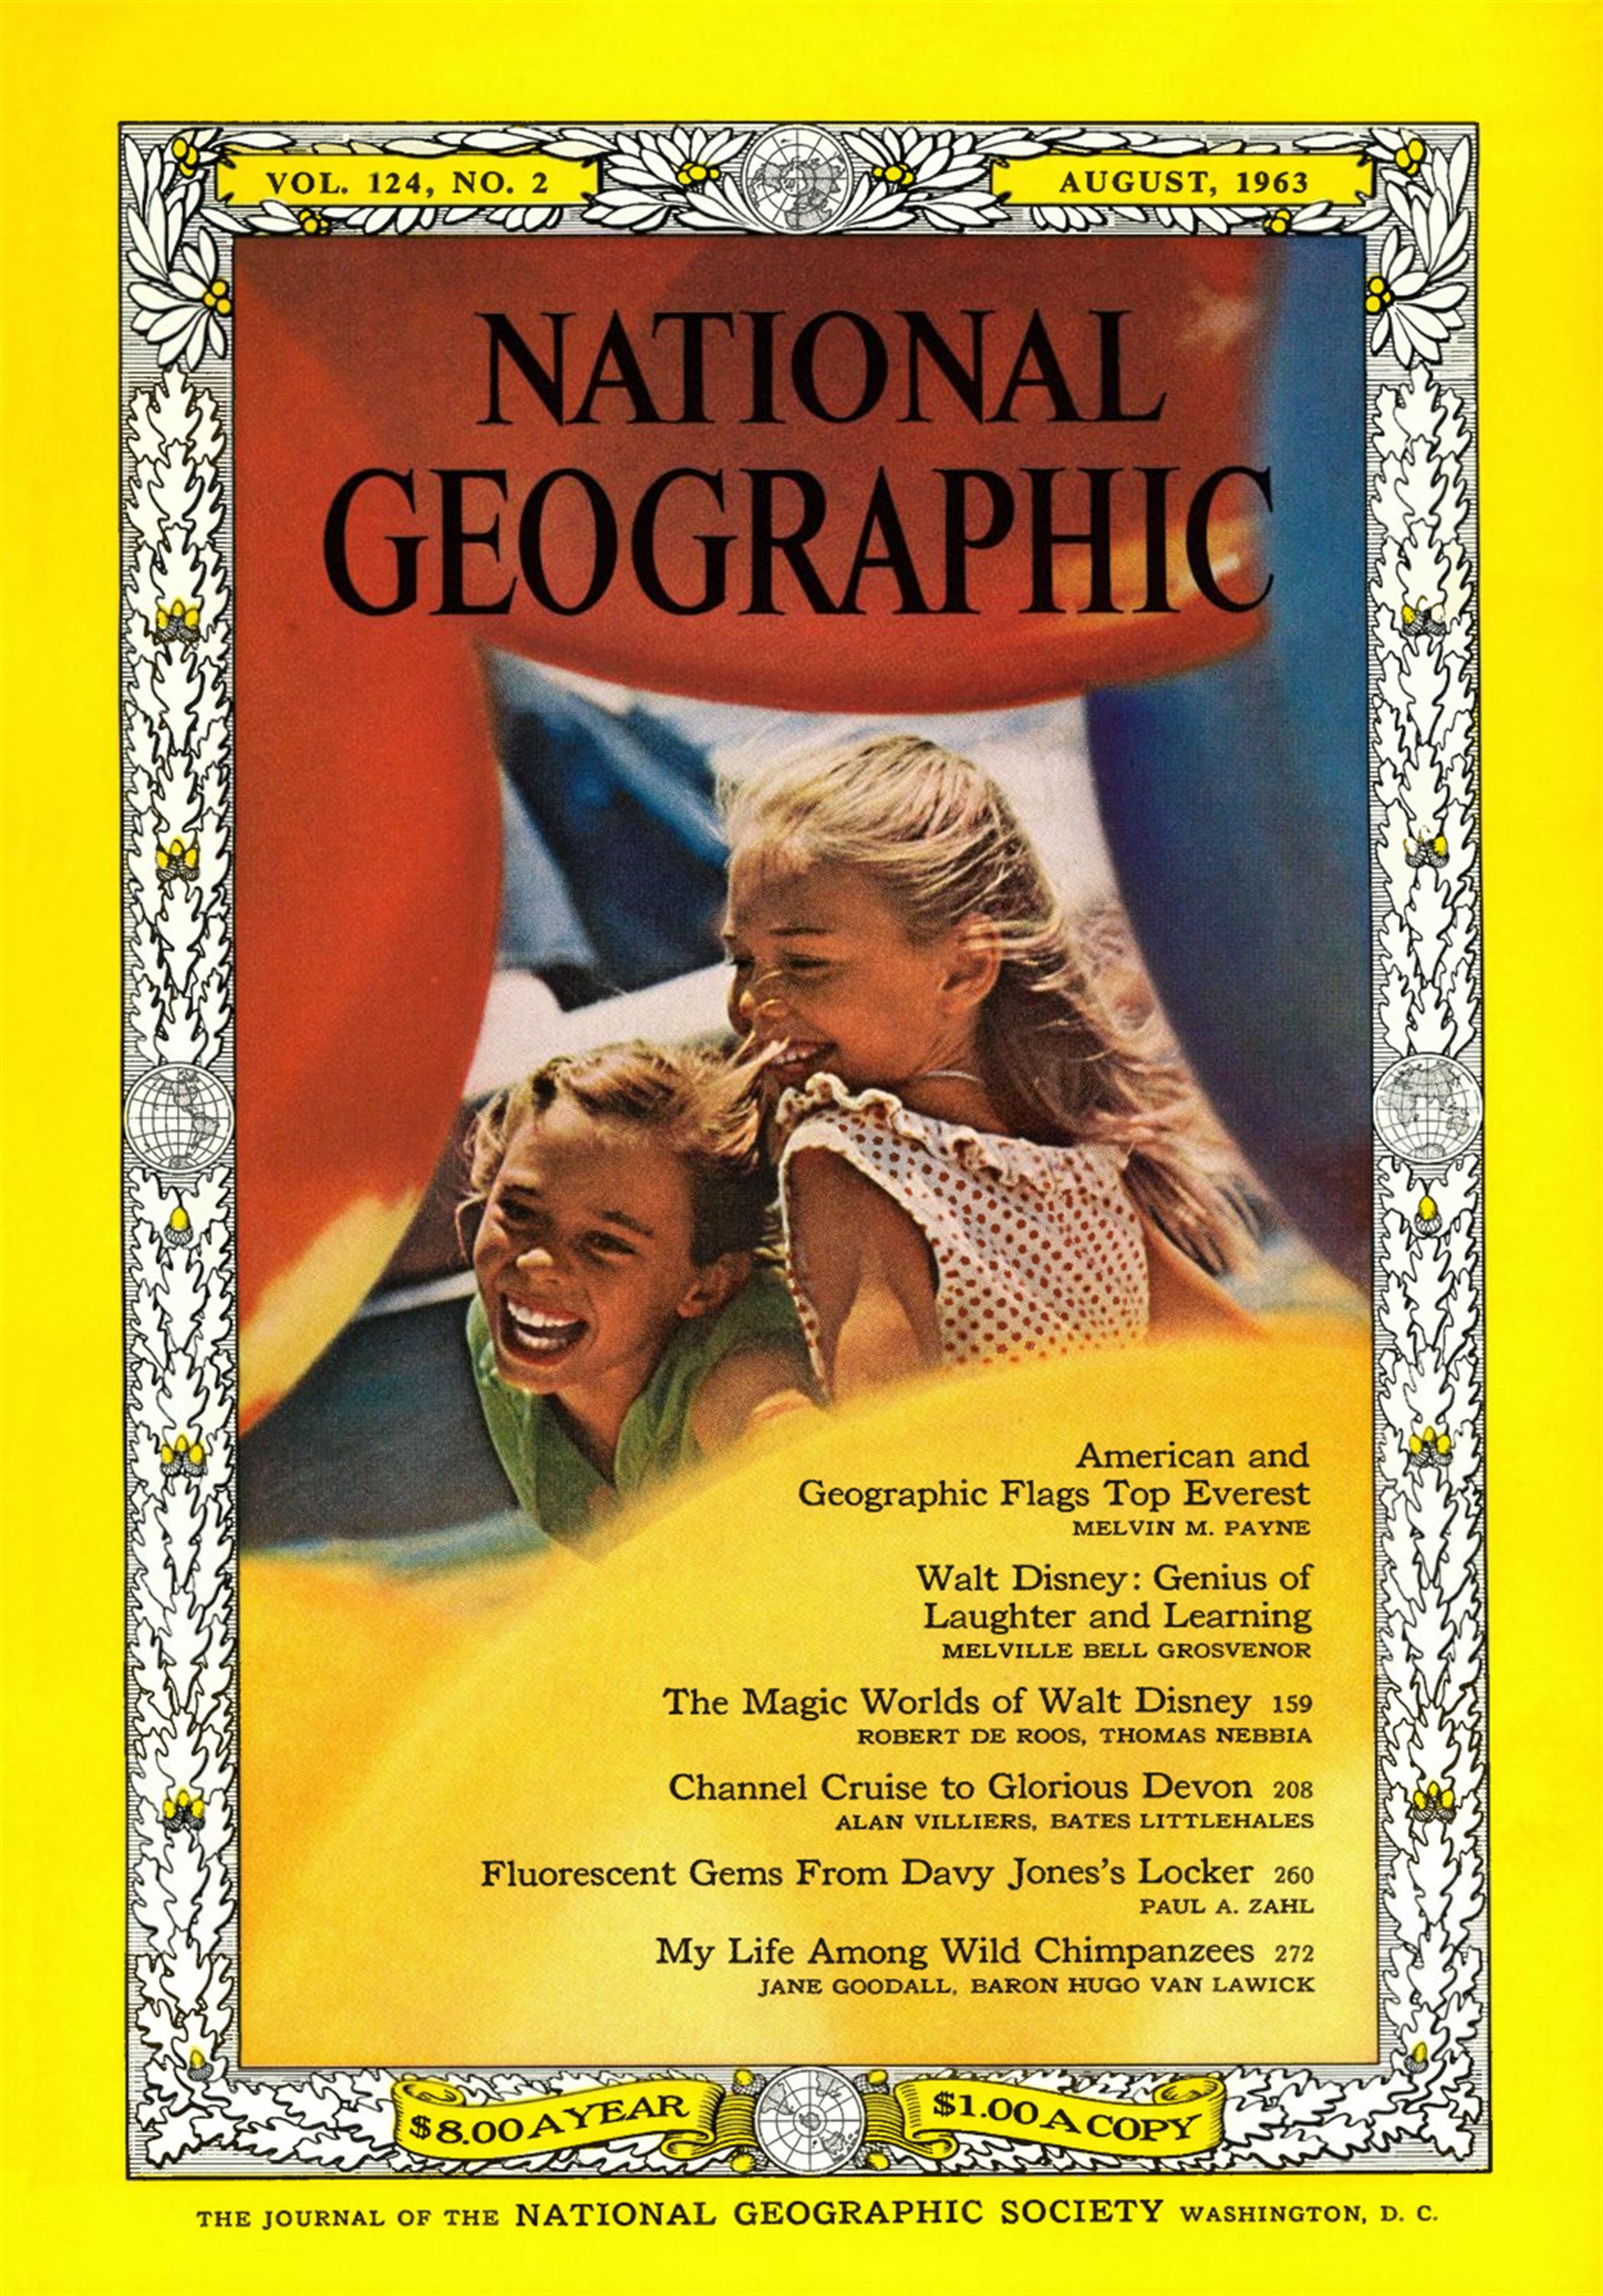 VOL. 124, NO. 2
AUGUST, 1963
NATIONAL
GEOGRAPHIC
American and
Geographic Flags Top Everest
MELVIN M. PAYNE
Walt Disney: Genius of
Laughter and Learning
MELVILLE BELL GROSVENOR
The Magic Worlds of Walt Disney 159
ROBERT DE ROOS, THOMAS NEBBIA
Channel Cruise to Glorious Devon 208
ALAN VILLIERS, BATES LITTLEHALES
Fluorescent Gems From Davy Jones's Locker 260
PAUL A. ZAHL
My Life Among Wild Chimpanzees 272
JANE GOODALL, BARON HUGO VAN LAWICK
$8.00 A YEAR
$1.00 A COPY
THE JOURNAL OF THE NATIONAL GEOGRAPHIC SOCIETY WASHINGTON, D. C.